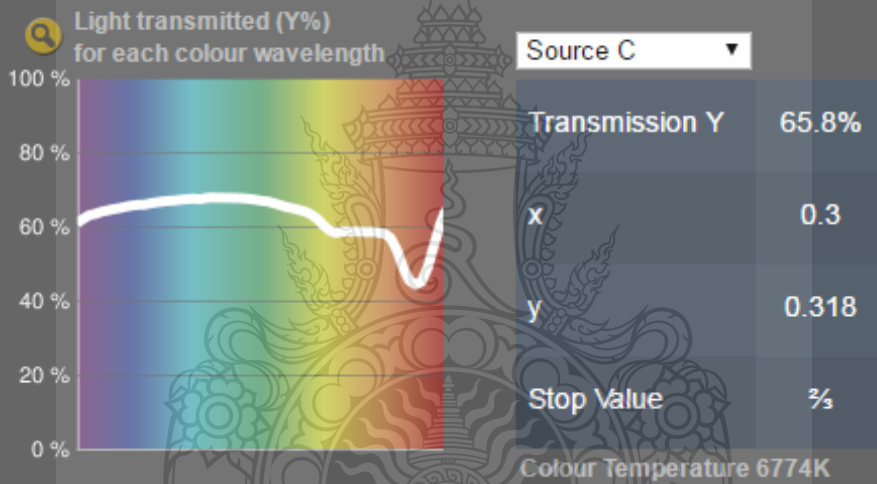 Light transmitted (Y%)
for each colour wavelength
100 %
80 %
60 %
40 %
20 %
0 %
Source C ▼
Transmission Y 65.8%
x 0.3
y 0.318
Stop Value ⅔
Colour Temperature 6774K